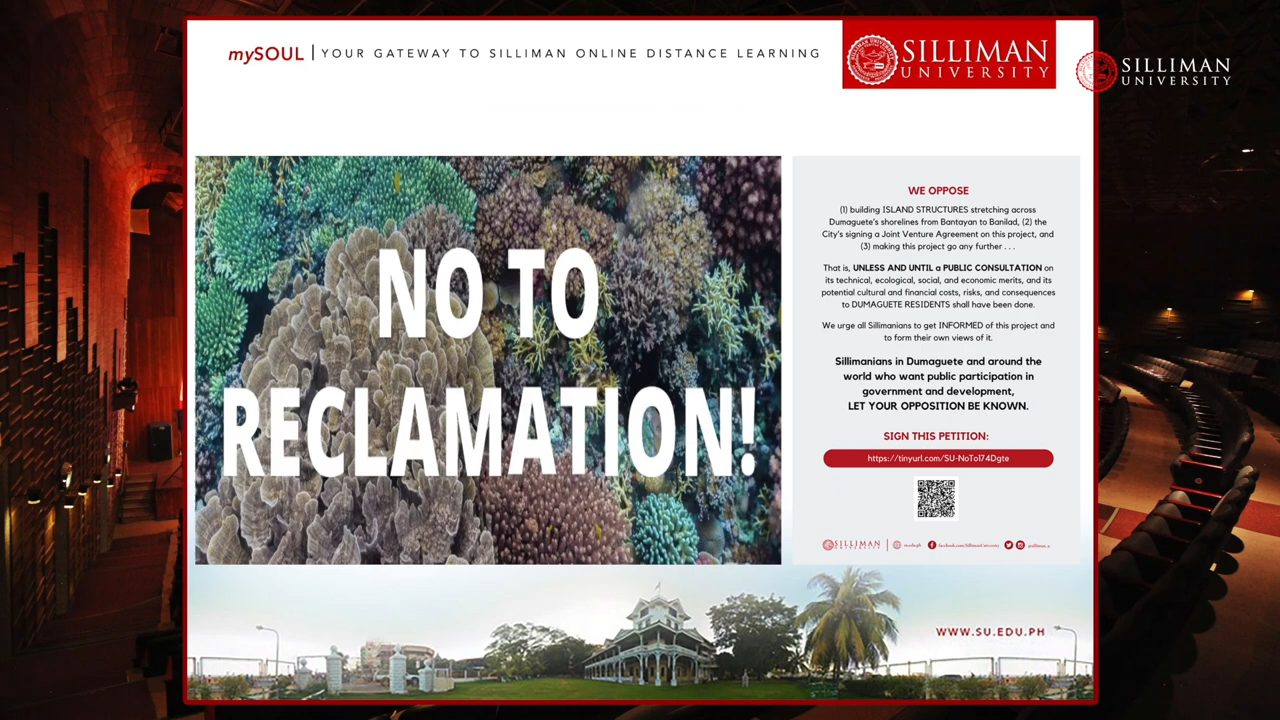 mySOUL | YOUR GATEWAY TO SILLIMAN ONLINE DISTANCE LEARNING
SILLIMAN
UNIVERSITY
SILLIMAN
UNIVERSITY
NO TO
RECLAMATION!
WE OPPOSE
(1) building ISLAND STRUCTURES stretching across
Dumaguete's shorelines from Bantayan to Banilad, (2) the
City's signing a Joint Venture Agreement on this project, and
(3) making this project go any further . . .
That is, UNLESS AND UNTIL a PUBLIC CONSULTATION on
its technical, ecological, social, and economic merits, and its
potential cultural and financial costs, risks, and consequences
to DUMAGUETE RESIDENTS shall have been done.
We urge all Sillimanians to get INFORMED of this project and
to form their own views of it.
Sillimanians in Dumaguete and around the
world who want public participation in
government and development,
LET YOUR OPPOSITION BE KNOWN.
SIGN THIS PETITION:
https://tinyurl.com/SU-NoTo174Dgte
SILLIMAN
WWW.SU.EDU.PH